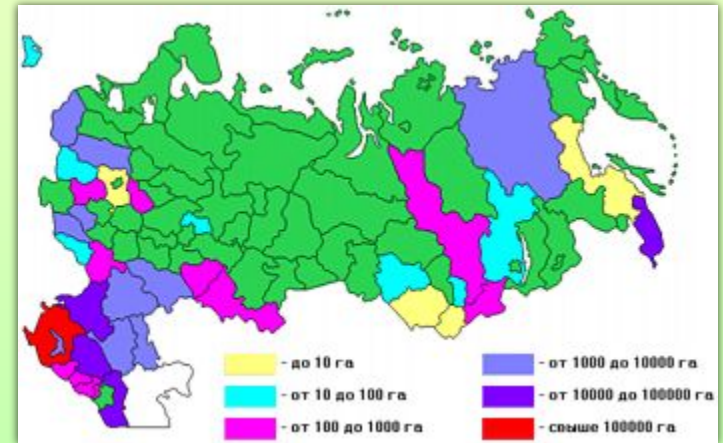 - до 10 га
- от 10 до 100 га
- от 100 до 1000 га
- от 1000 до 10000 га
- от 10000 до 100000 га
- свыше 100000 га